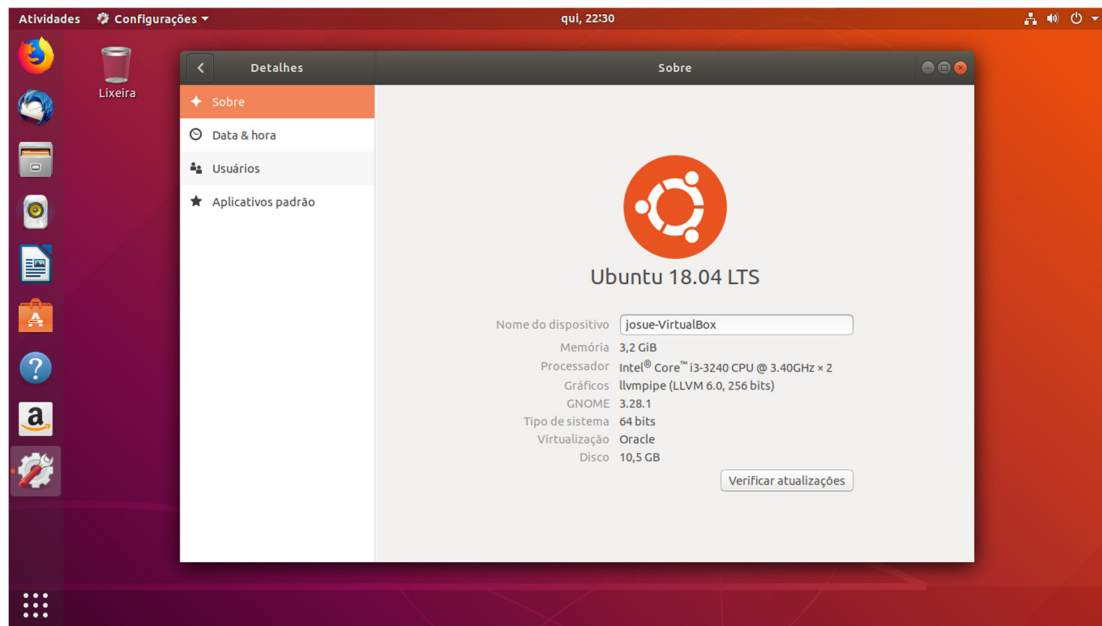 Atividades Configurações qui, 22:30
Lixeira
Detalhes
Sobre
Sobre
Data & hora
Usuários
Aplicativos padrão
Ubuntu 18.04 LTS
Nome do dispositivo josue-VirtualBox
Memória 3,2 GiB
Processador Intel® Core™ i3-3240 CPU @ 3.40GHz × 2
Gráficos llvmpipe (LLVM 6.0, 256 bits)
GNOME 3.28.1
Tipo de sistema 64 bits
Virtualização Oracle
Disco 10,5 GB
Verificar atualizações